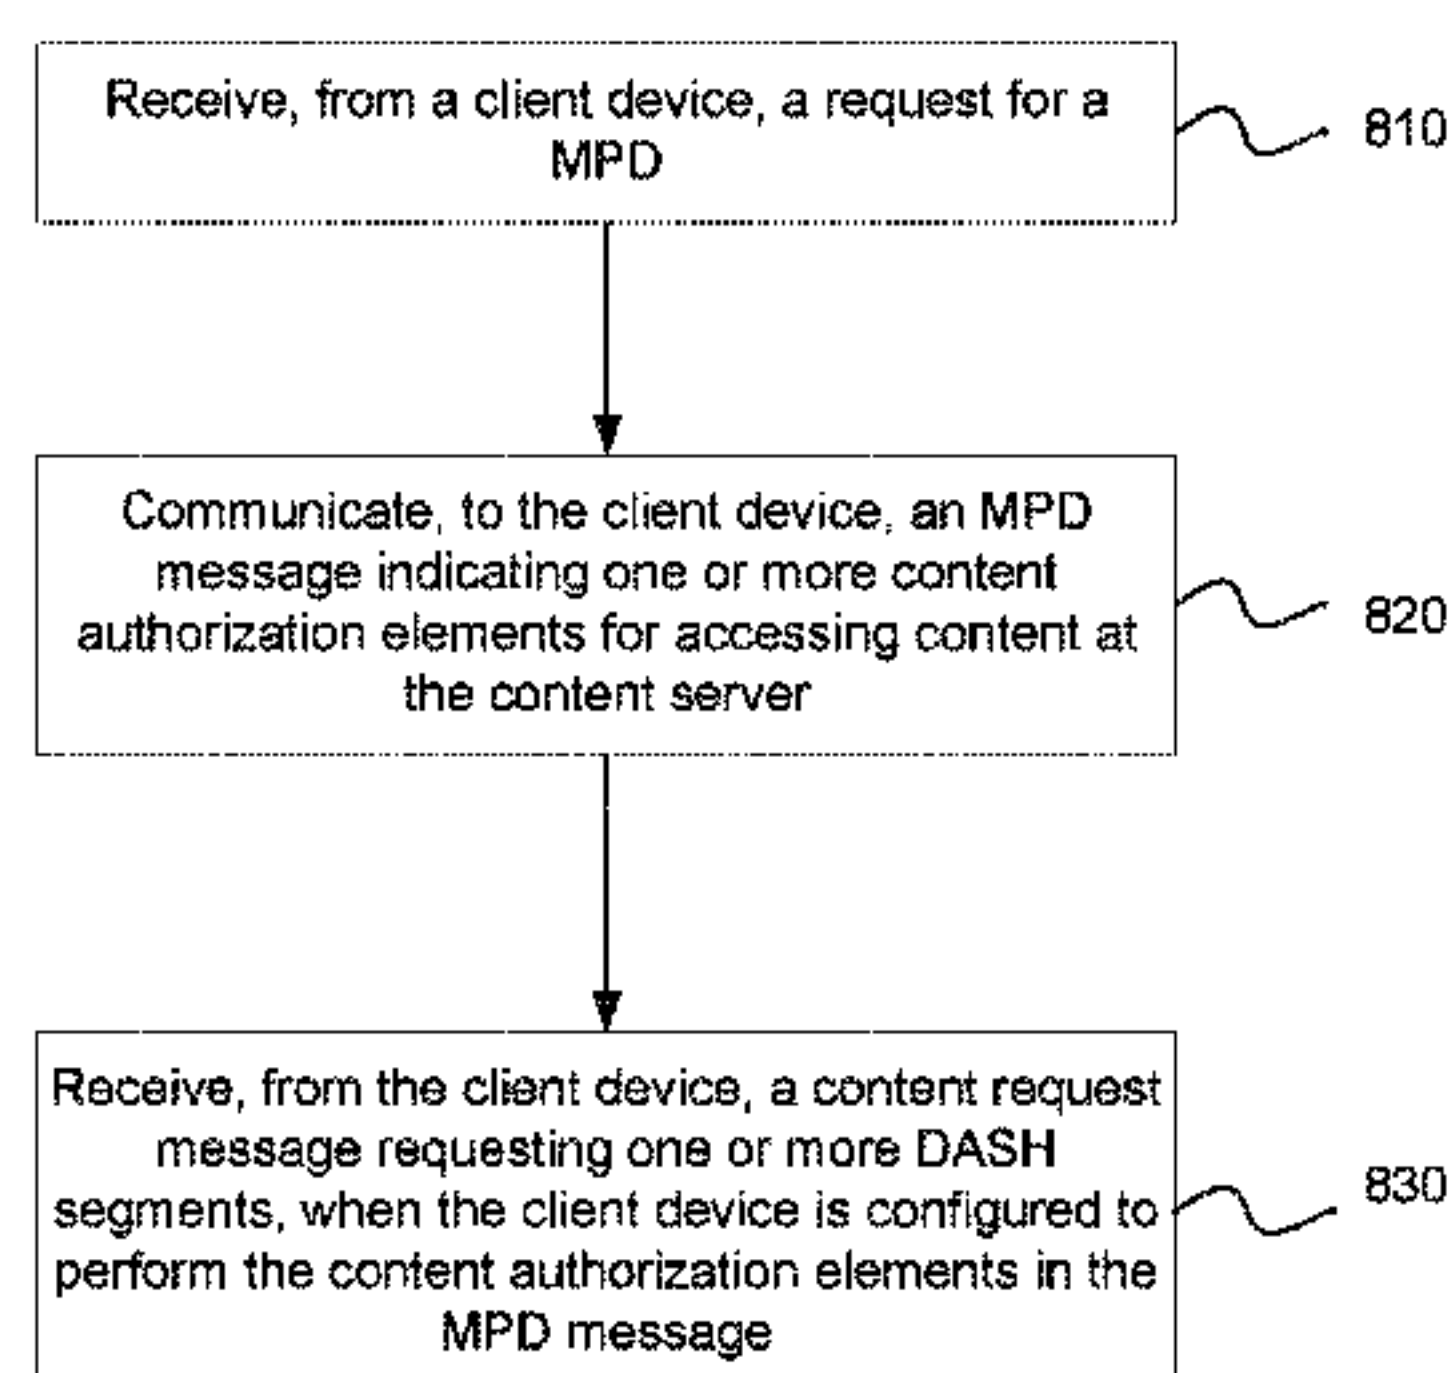 Receive, from a client device, a request for a
MPD
810
Communicate, to the client device, an MPD
message indicating one or more content
authorization elements for accessing content at
the content server
820
Receive, from the client device, a content request
message requesting one or more DASH
segments, when the client device is configured to
perform the content authorization elements in the
MPD message
830